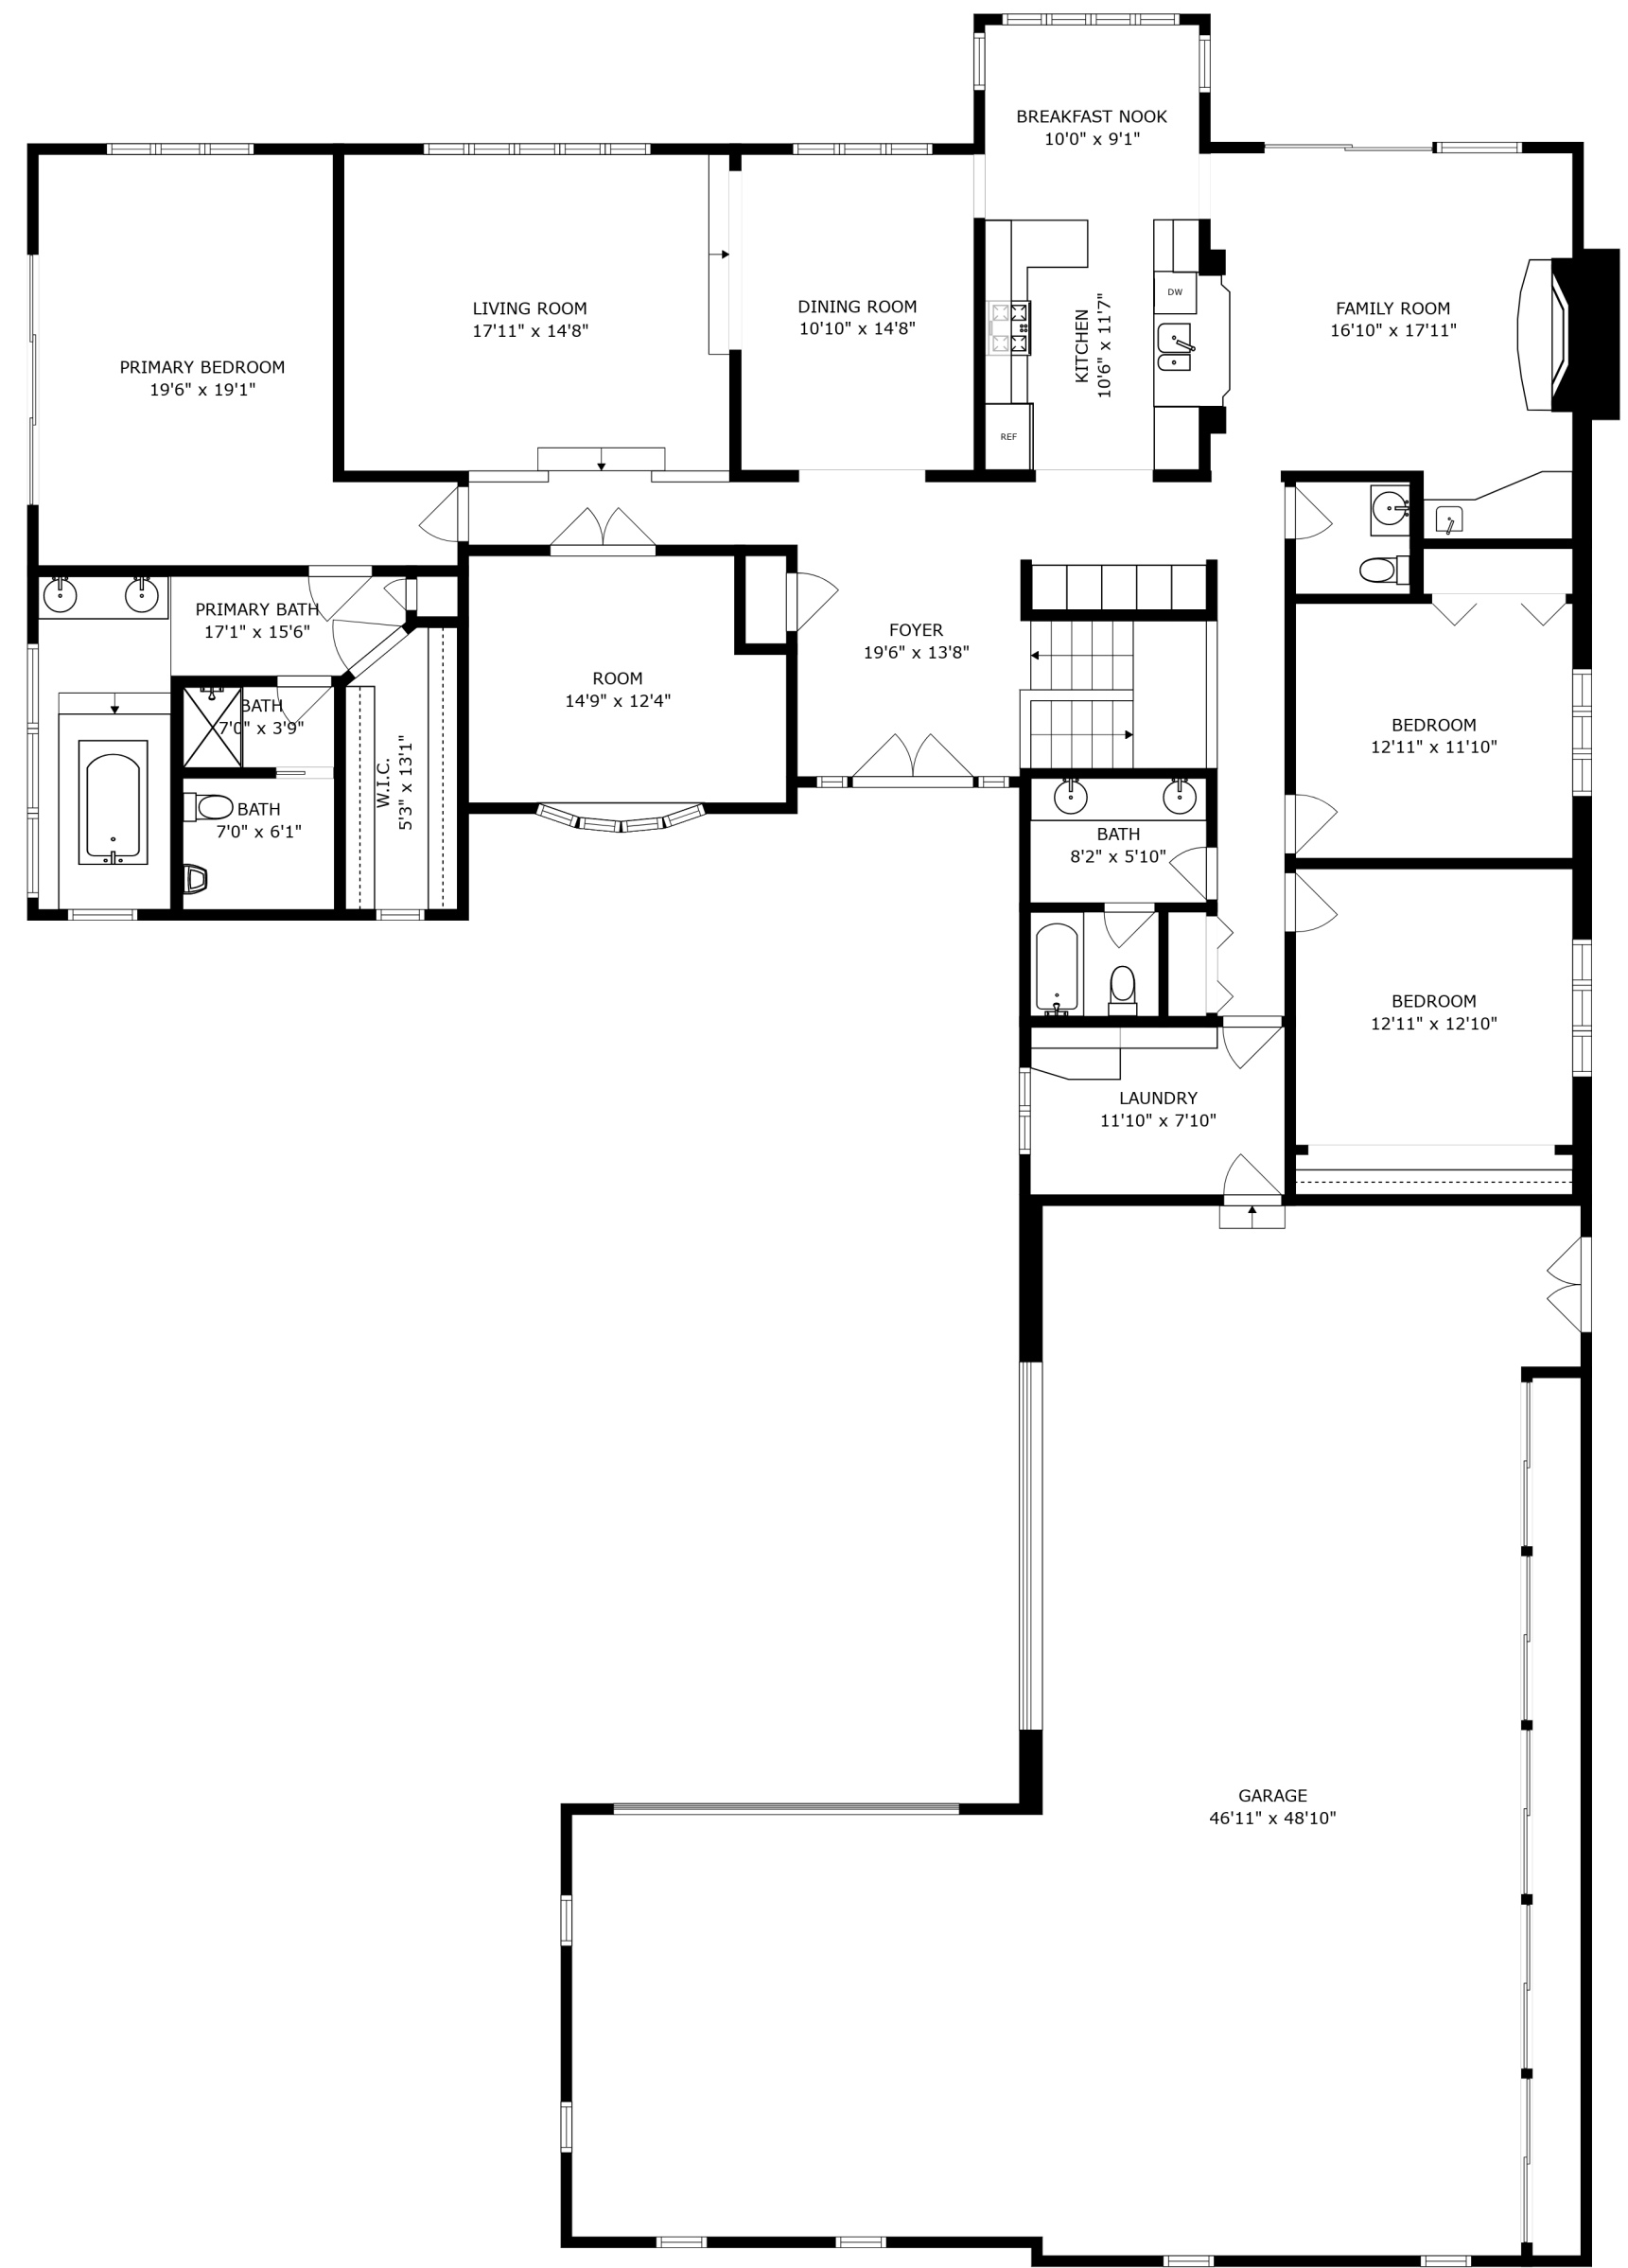 BREAKFAST NOOK
10'0" x 9'1"
LIVING ROOM
17'11" x 14'8"
DINING ROOM
10'10" x 14'8"
DW
KITCHEN
10'6" x 11'7"
REF
FAMILY ROOM
16'10" x 17'11"
PRIMARY BEDROOM
19'6" x 19'1"
PRIMARY BATH
17'1" x 15'6"
FOYER
19'6" x 13'8"
ROOM
14'9" x 12'4"
BATH
7'0" x 3'9"
W.I.C.
5'3" x 13'1"
BATH
7'0" x 6'1"
BEDROOM
12'11" x 11'10"
BATH
8'2" x 5'10"
BEDROOM
12'11" x 12'10"
LAUNDRY
11'10" x 7'10"
GARAGE
46'11" x 48'10"